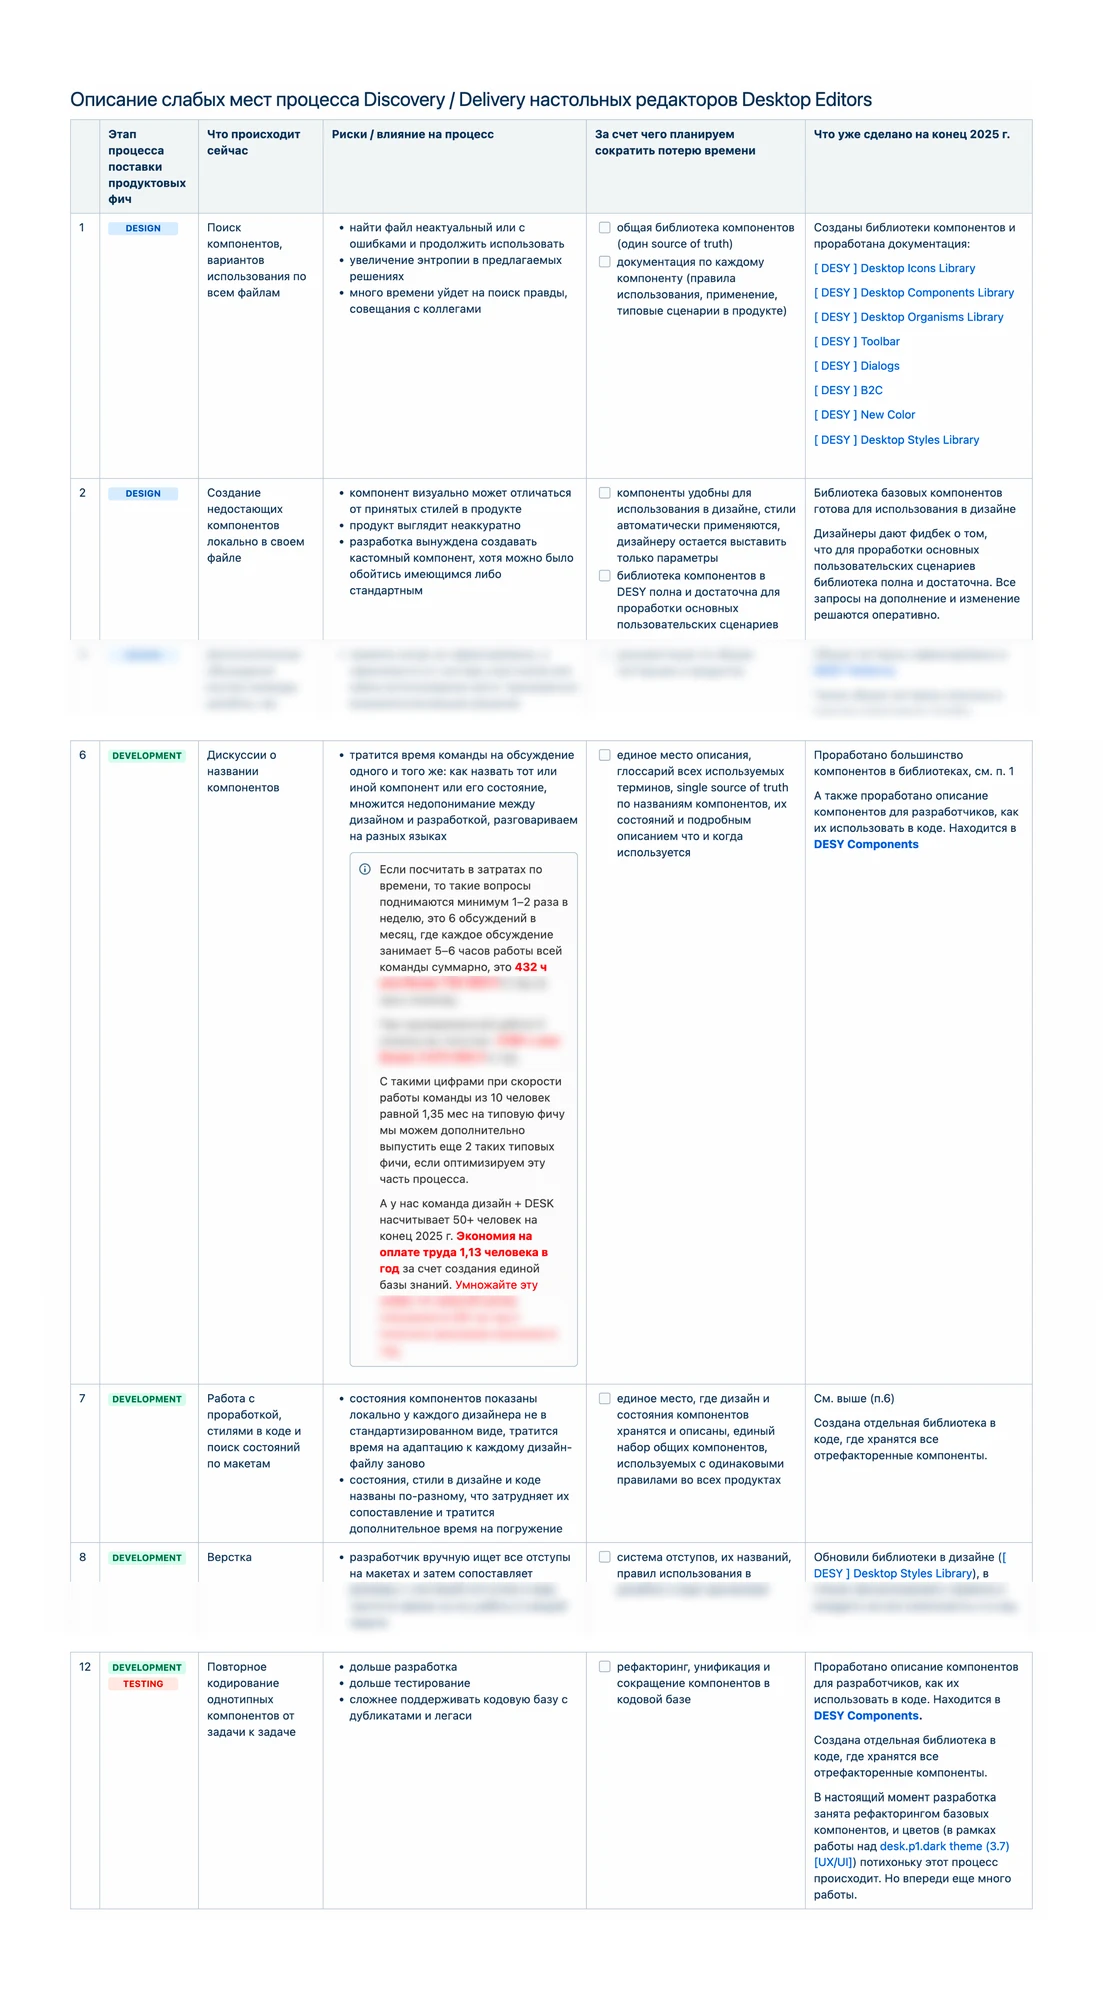 Описание слабых мест процесса Discovery / Delivery настольных редакторов Desktop Editors
Этап
процесса
поставки
продуктовых
фич
Что происходит
сейчас
Риски / влияние на процесс
За счет чего планируем
сократить потерю времени
Что уже сделано на конец 2025 г.
1
DESIGN
Поиск
компонентов,
вариантов
использования по
всем файлам
• найти файл неактуальный или с
ошибками и продолжить использовать
• увеличение энтропии в предлагаемых
решениях
• много времени уйдет на поиск правды,
совещания с коллегами
общая библиотека компонентов
(один source of truth)
документация по каждому
компоненту (правила
использования, применение,
типовые сценарии в продукте)
Созданы библиотеки компонентов и
проработана документация:
[ DESY ] Desktop Icons Library
[ DESY ] Desktop Components Library
[ DESY ] Desktop Organisms Library
[ DESY ] Toolbar
[ DESY ] Dialogs
[ DESY ] B2C
[ DESY ] New Color
[ DESY ] Desktop Styles Library
2
DESIGN
Создание
недостающих
компонентов
локально в своем
файле
• компонент визуально может отличаться
от принятых стилей в продукте
• продукт выглядит неаккуратно
• разработка вынуждена создавать
кастомный компонент, хотя можно было
обойтись имеющимся либо
стандартным
компоненты удобны для
использования в дизайне, стили
автоматически применяются,
дизайнеру остается выставить
только параметры
библиотека компонентов в
DESY полна и достаточна для
проработки основных
пользовательских сценариев
Библиотека базовых компонентов
готова для использования в дизайне
Дизайнеры дают фидбек о том,
что для проработки основных
пользовательских сценариев
библиотека полна и достаточна. Все
запросы на дополнение и изменение
решаются оперативно.
6
DEVELOPMENT
Дискуссии о
названии
компонентов
• тратится время команды на обсуждение
одного и того же: как назвать тот или
иной компонент или его состояние,
множится недопонимание между
дизайном и разработкой, разговариваем
на разных языках
Если посчитать в затратах по
времени, то такие вопросы
поднимаются минимум 1–2 раза в
неделю, это 6 обсуждений в
месяц, где каждое обсуждение
занимает 5–6 часов работы всей
команды суммарно, это 432 ч
С такими цифрами при скорости
работы команды из 10 человек
равной 1,35 мес на типовую фичу
мы можем дополнительно
выпустить еще 2 таких типовых
фичи, если оптимизируем эту
часть процесса.
А у нас команда дизайн + DESK
насчитывает 50+ человек на
конец 2025 г. Экономия на
оплате труда 1,13 человека в
год за счет создания единой
базы знаний. Умножайте эту
единое место описания,
глоссарий всех используемых
терминов, single source of truth
по названиям компонентов, их
состояний и подробным
описанием что и когда
используется
Проработано большинство
компонентов в библиотеках, см. п. 1
А также проработано описание
компонентов для разработчиков, как
их использовать в коде. Находится в
DESY Components
7
DEVELOPMENT
Работа с
проработкой,
стилями в коде и
поиск состояний
по макетам
• состояния компонентов показаны
локально у каждого дизайнера не в
стандартизированном виде, тратится
время на адаптацию к каждому дизайн-
файлу заново
• состояния, стили в дизайне и коде
названы по-разному, что затрудняет их
сопоставление и тратится
дополнительное время на погружение
единое место, где дизайн и
состояния компонентов
хранятся и описаны, единый
набор общих компонентов,
используемых с одинаковыми
правилами во всех продуктах
См. выше (п.6)
Создана отдельная библиотека в
коде, где хранятся все
отрефакторенные компоненты.
8
DEVELOPMENT
Верстка
• разработчик вручную ищет все отступы
на макетах и затем сопоставляет
система отступов, их названий,
правил использования в
Обновили библиотеки в дизайне ([
DESY ] Desktop Styles Library), в
12
DEVELOPMENT
TESTING
Повторное
кодирование
однотипных
компонентов от
задачи к задаче
• дольше разработка
• дольше тестирование
• сложнее поддерживать кодовую базу с
дубликатами и легаси
рефакторинг, унификация и
сокращение компонентов в
кодовой базе
Проработано описание компонентов
для разработчиков, как их
использовать в коде. Находится в
DESY Components.
Создана отдельная библиотека в
коде, где хранятся все
отрефакторенные компоненты.
В настоящий момент разработка
занята рефакторингом базовых
компонентов, и цветов (в рамках
работы над desk.p1.dark theme (3.7)
[UX/UI]) потихоньку этот процесс
происходит. Но впереди еще много
работы.